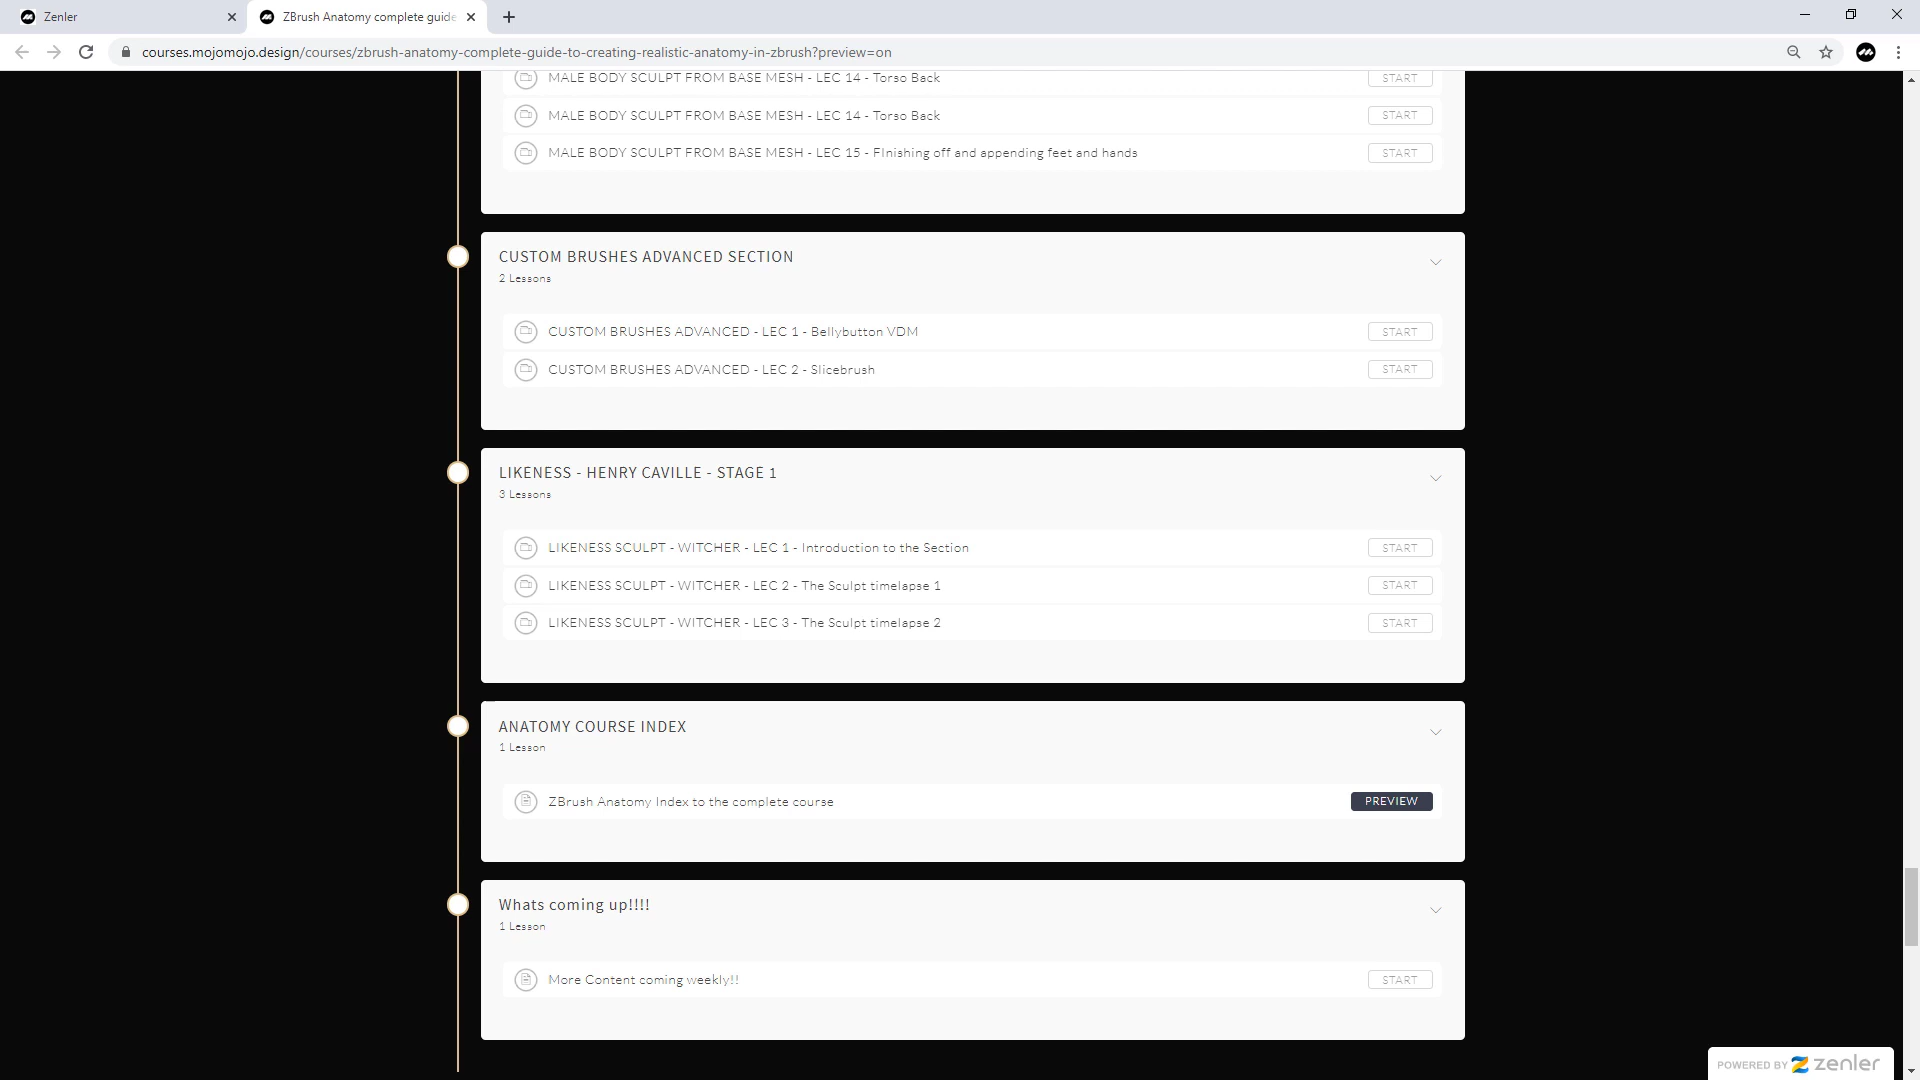 Zenler
ZBrush Anatomy complete guide
courses.mojomojo.design/courses/zbrush-anatomy-complete-guide-to-creating-realistic-anatomy-in-zbrush?preview=on
MALE BODY SCULPT FROM BASE MESH - LEC 14 - Torso Back START
MALE BODY SCULPT FROM BASE MESH - LEC 14 - Torso Back START
MALE BODY SCULPT FROM BASE MESH - LEC 15 - FInishing off and appending feet and hands START
CUSTOM BRUSHES ADVANCED SECTION
2 Lessons
CUSTOM BRUSHES ADVANCED - LEC 1 - Bellybutton VDM START
CUSTOM BRUSHES ADVANCED - LEC 2 - Slicebrush START
LIKENESS - HENRY CAVILLE - STAGE 1
3 Lessons
LIKENESS SCULPT - WITCHER - LEC 1 - Introduction to the Section START
LIKENESS SCULPT - WITCHER - LEC 2 - The Sculpt timelapse 1 START
LIKENESS SCULPT - WITCHER - LEC 3 - The Sculpt timelapse 2 START
ANATOMY COURSE INDEX
1 Lesson
ZBrush Anatomy Index to the complete course PREVIEW
Whats coming up!!!!
1 Lesson
More Content coming weekly!! START
POWERED BY zenler